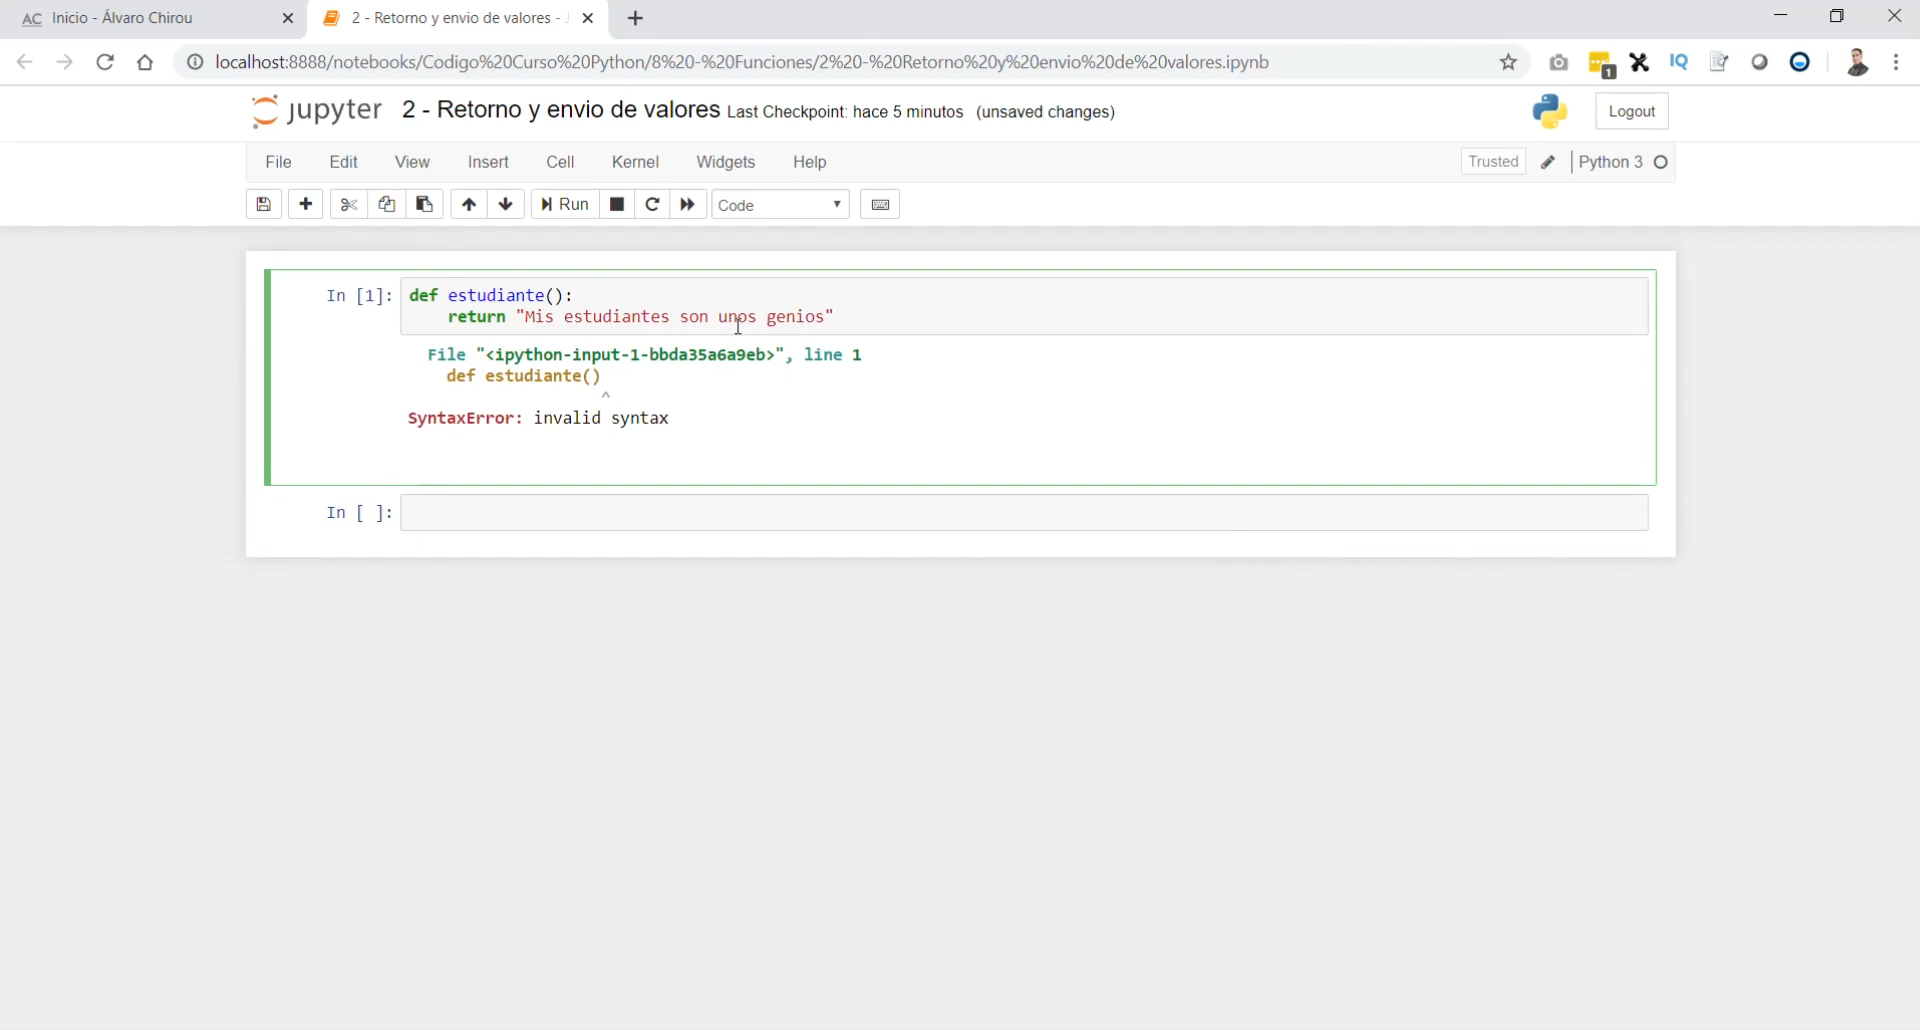 AC Inicio - Álvaro Chirou
2 - Retorno y envio de valores - J
localhost:8888/notebooks/Codigo%20Curso%20Python/8%20-%20Funciones/2%20-%20Retorno%20y%20envio%20de%20valores.ipynb
1
IQ
jupyter 2 - Retorno y envio de valores Last Checkpoint: hace 5 minutos (unsaved changes)
Logout
File Edit View Insert Cell Kernel Widgets Help
Trusted Python 3
Run Code
In [1]: def estudiante():
return "Mis estudiantes son unos genios"
File "<ipython-input-1-bbda35a6a9eb>", line 1
def estudiante()
^
SyntaxError: invalid syntax
In [ ]: